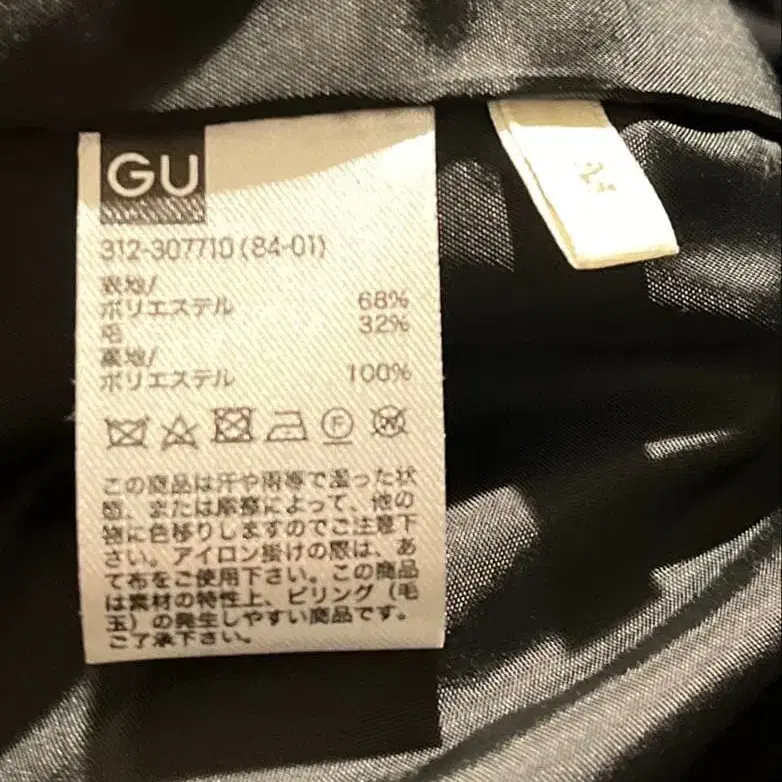 GU
312-307710(84-01)
表地/
ポリエステル 68%
毛 32%
裏地/
ポリエステル 100%
F
W
この商品は汗や雨等で湿った状
態、または摩擦によって、他の
物に色移りしますのでご注意下
さい。アイロン掛けの際は、あ
て布をご使用下さい。この商品
は素材の特性上、ピリング（毛
玉）の発生しやすい商品です。
ご了承下さい。